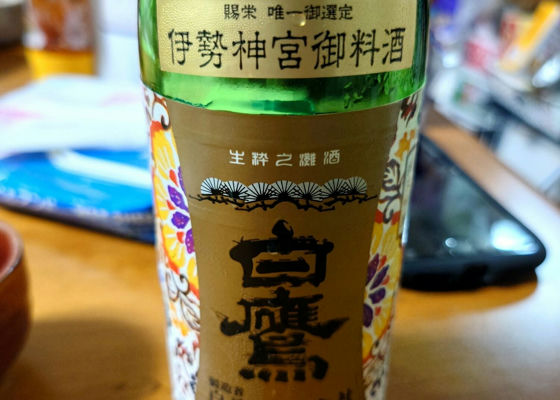 賜栄 唯一御選定
伊勢神宮御料酒
生粋之灘酒
白鷹